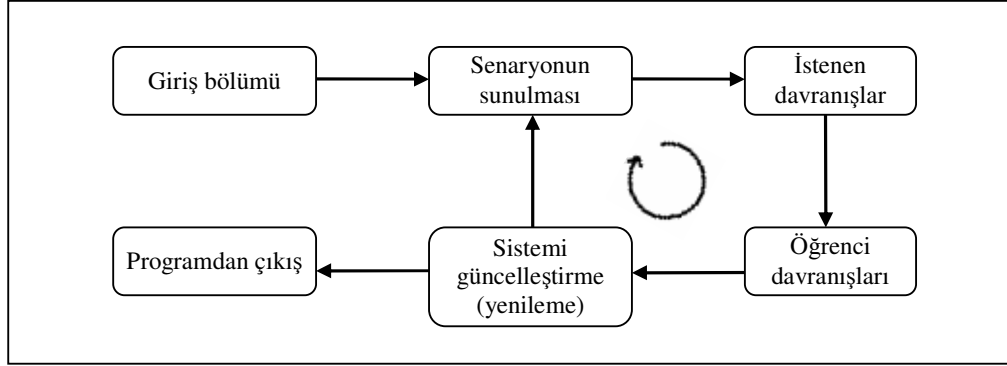 Giriş bölümü
Senaryonun
sunulması
İstenen
davranışlar
Programdan çıkış
Sistemi
güncelleştirme
(yenileme)
Öğrenci
davranışları